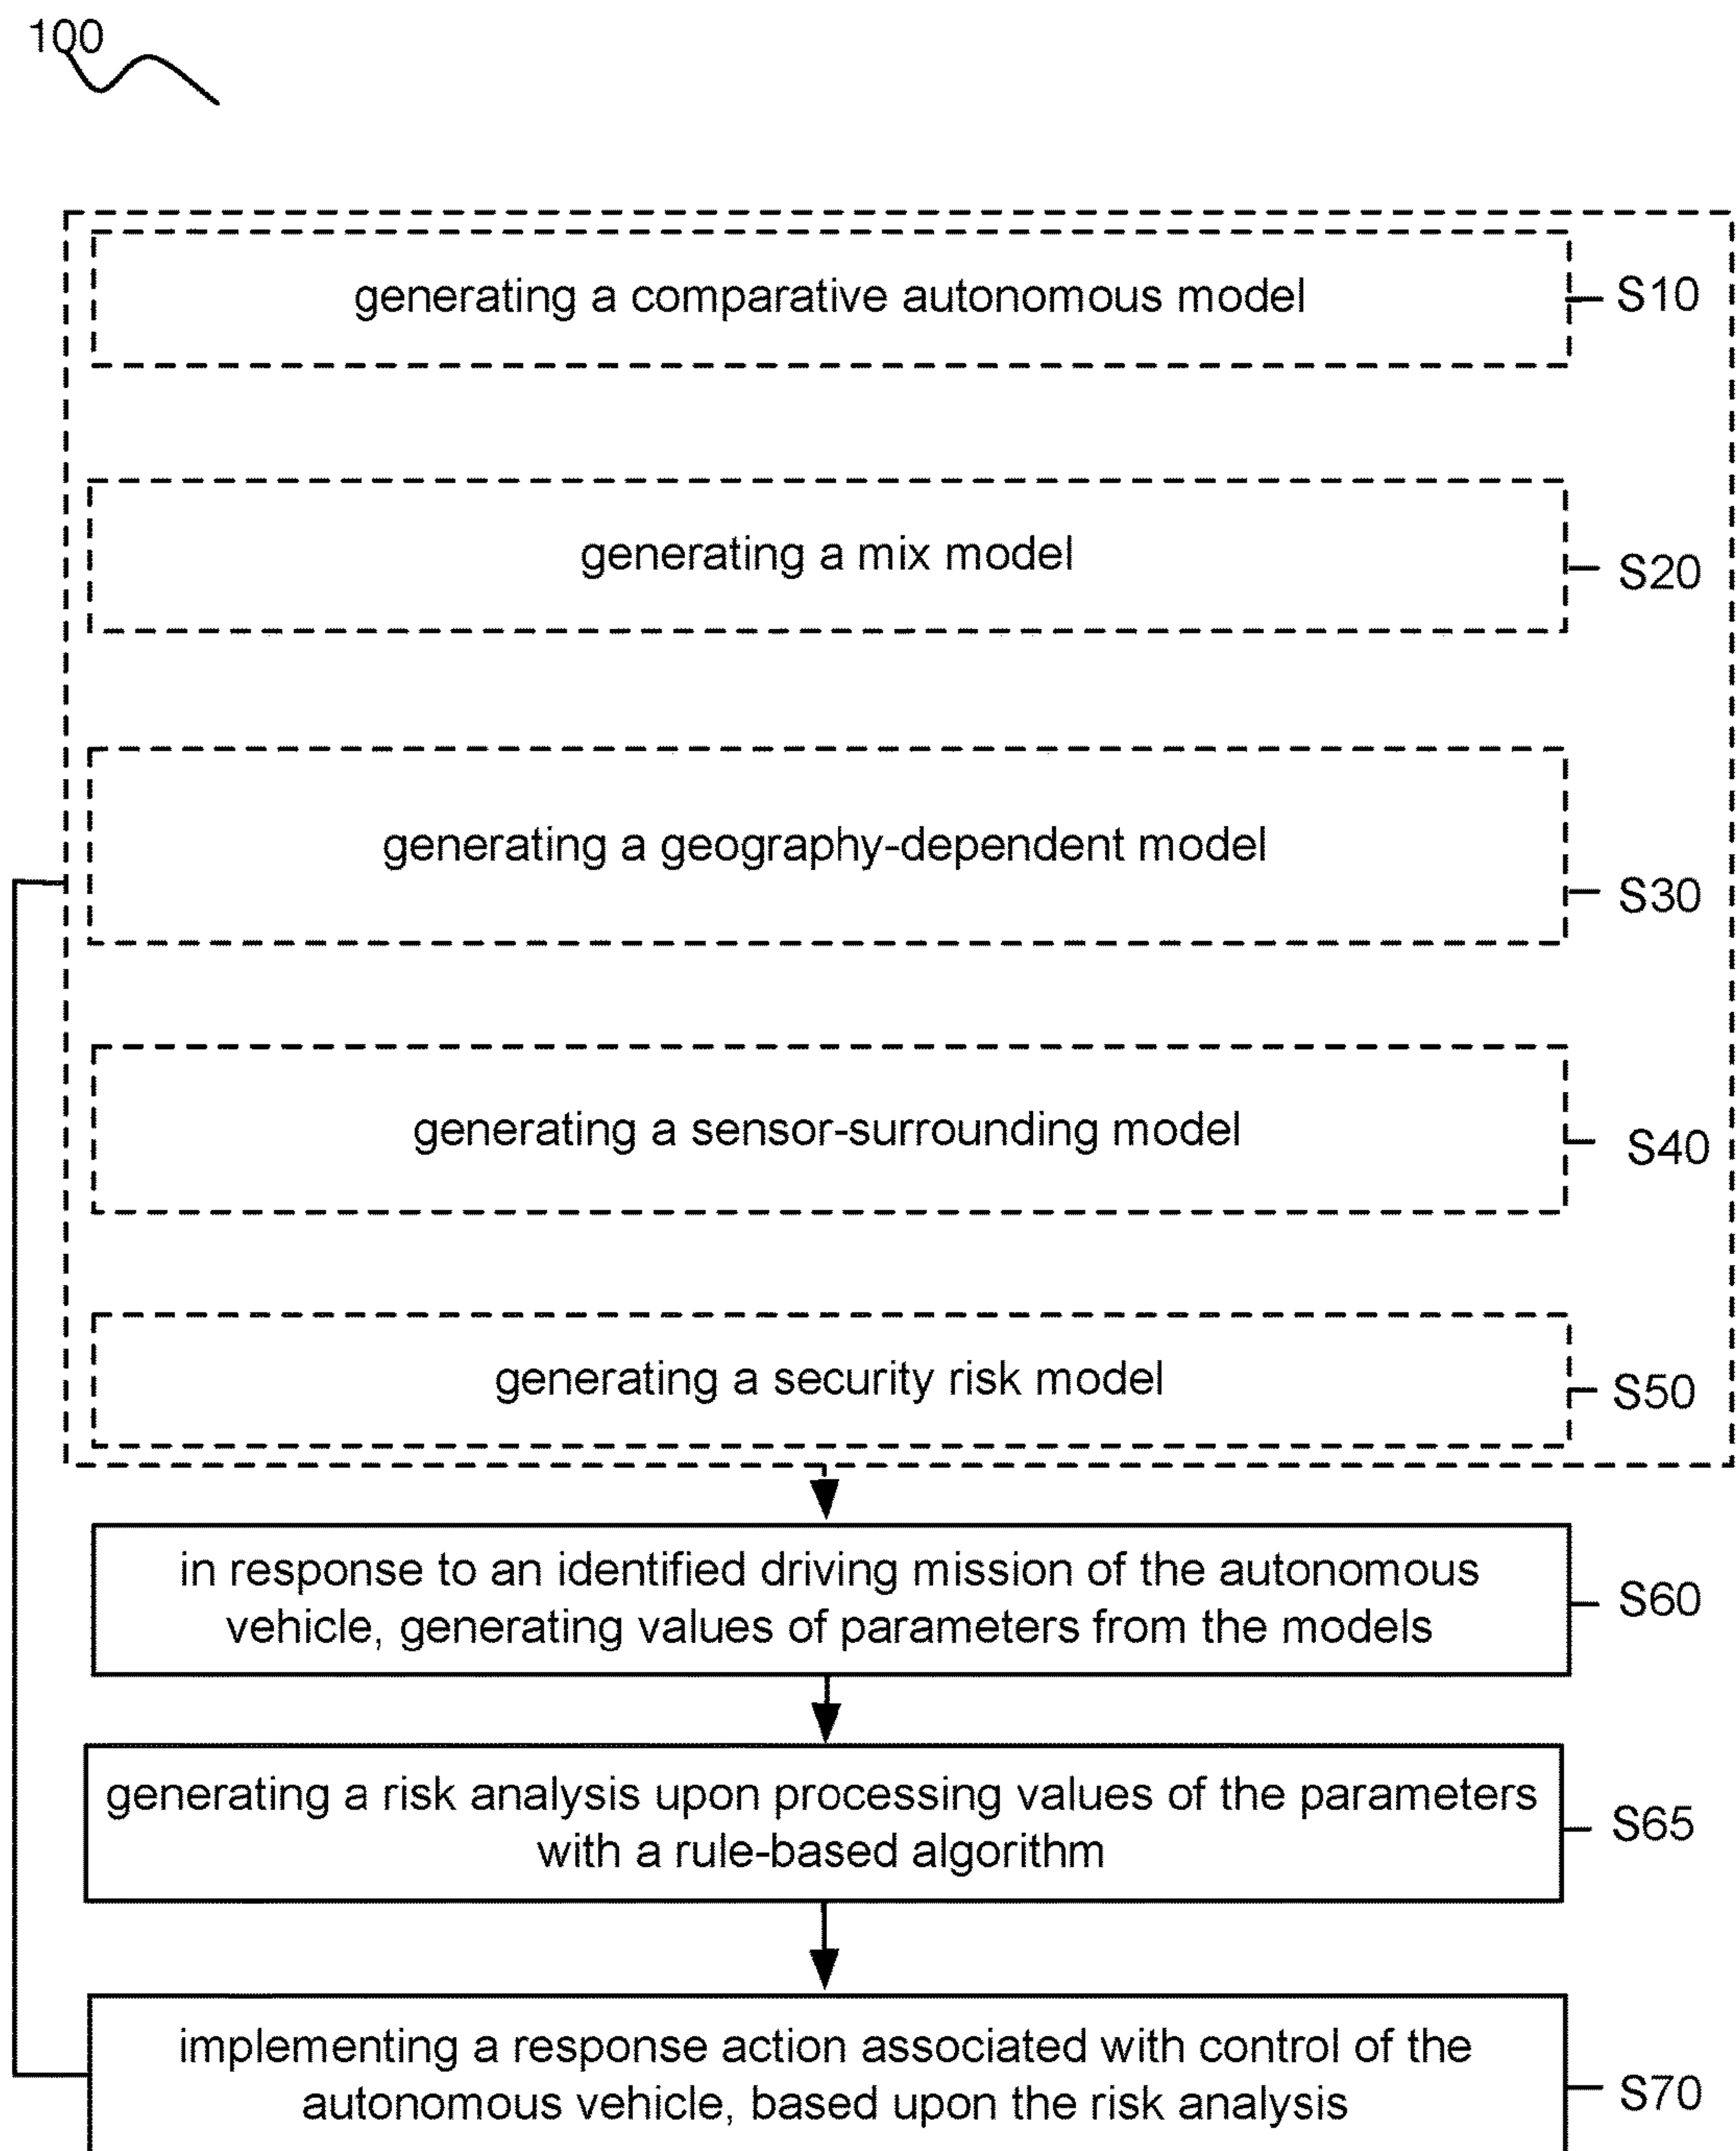 100
generating a comparative autonomous model
S10
generating a mix model
S20
generating a geography-dependent model
S30
generating a sensor-surrounding model
S40
generating a security risk model
S50
in response to an identified driving mission of the autonomous
vehicle, generating values of parameters from the models
S60
generating a risk analysis upon processing values of the parameters
with a rule-based algorithm
S65
implementing a response action associated with control of the
autonomous vehicle, based upon the risk analysis
S70